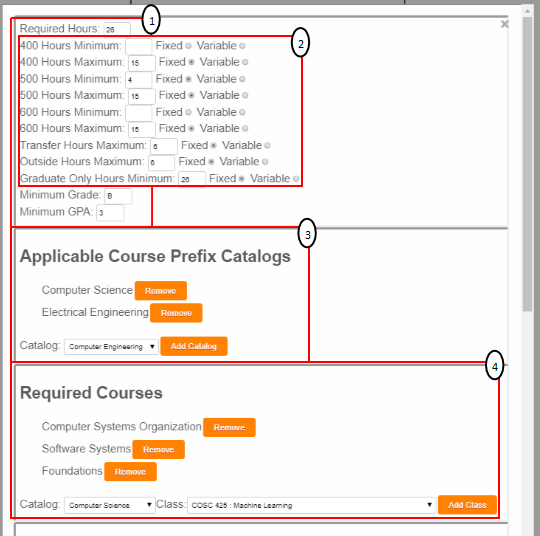 1
Required Hours: 26 ×
400 Hours Minimum: Fixed Variable 2
400 Hours Maximum: 15 Fixed Variable
500 Hours Minimum: 4 Fixed Variable
500 Hours Maximum: 15 Fixed Variable
600 Hours Minimum: Fixed Variable
600 Hours Maximum: 15 Fixed Variable
Transfer Hours Maximum: 6 Fixed Variable
Outside Hours Maximum: 6 Fixed Variable
Graduate Only Hours Minimum: 26 Fixed Variable
Minimum Grade: B
Minimum GPA: 3
3
Applicable Course Prefix Catalogs
Computer Science Remove
Electrical Engineering Remove
Catalog: Computer Engineering Add Catalog
4
Required Courses
Computer Systems Organization Remove
Software Systems Remove
Foundations Remove
Catalog: Computer Science Class: COSC 425 : Machine Learning Add Class